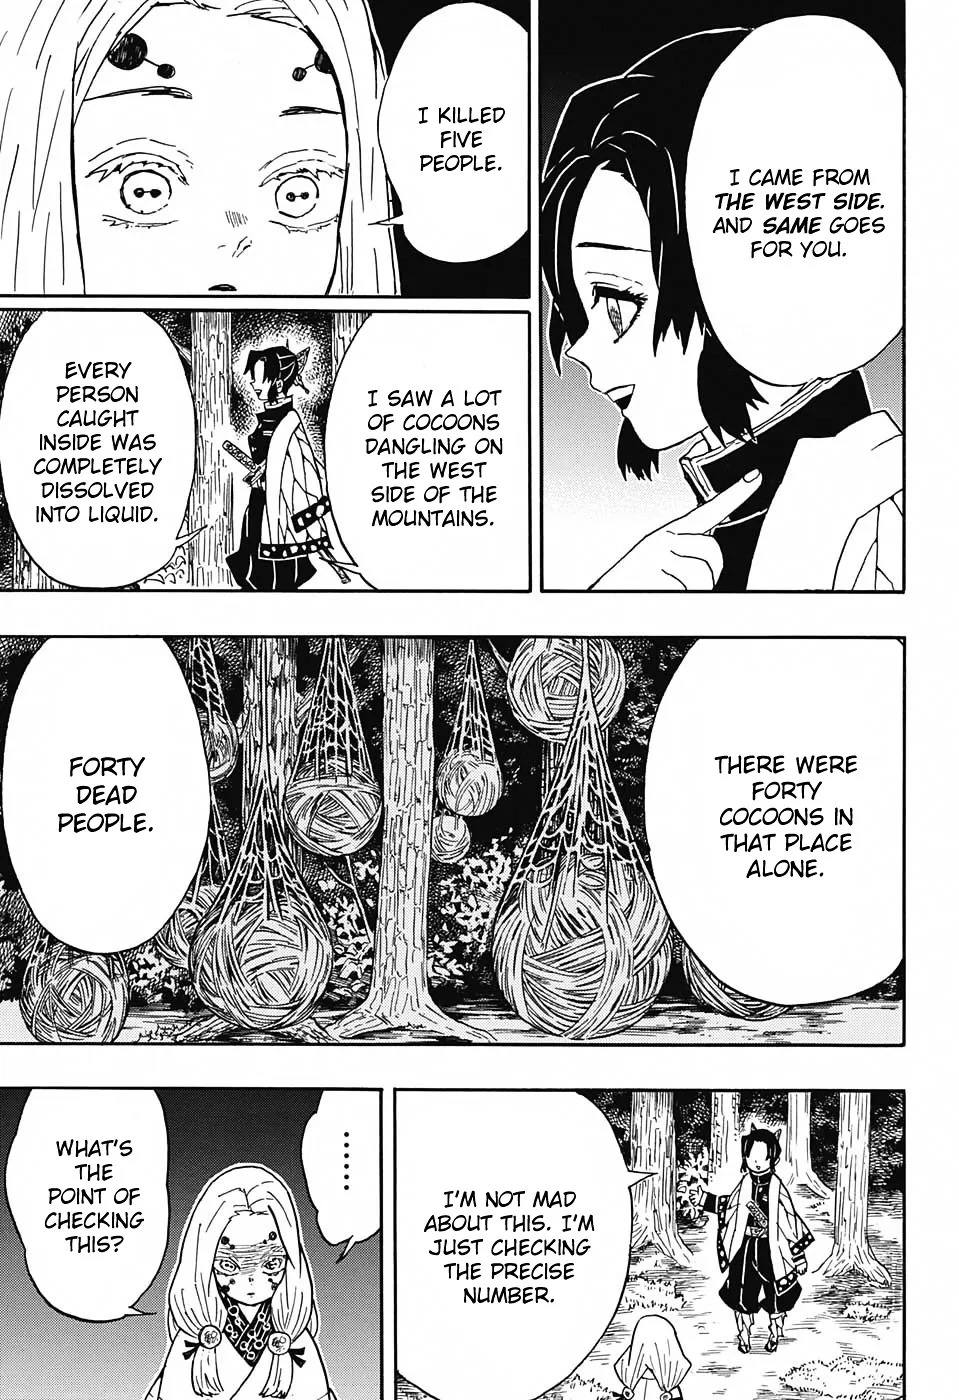 I CAME FROM
THE WEST SIDE.
AND SAME GOES
FOR YOU.
I KILLED
FIVE
PEOPLE.
I SAW A LOT
OF COCOONS
DANGLING ON
THE WEST
SIDE OF THE
MOUNTAINS.
EVERY
PERSON
CAUGHT
INSIDE WAS
COMPLETELY
DISSOLVED
INTO LIQUID.
THERE WERE
FORTY
COCOONS IN
THAT PLACE
ALONE.
FORTY
DEAD
PEOPLE.
I'M NOT MAD
ABOUT THIS. I'M
JUST CHECKING
THE PRECISE
NUMBER.
......
WHAT'S
THE
POINT OF
CHECKING
THIS?